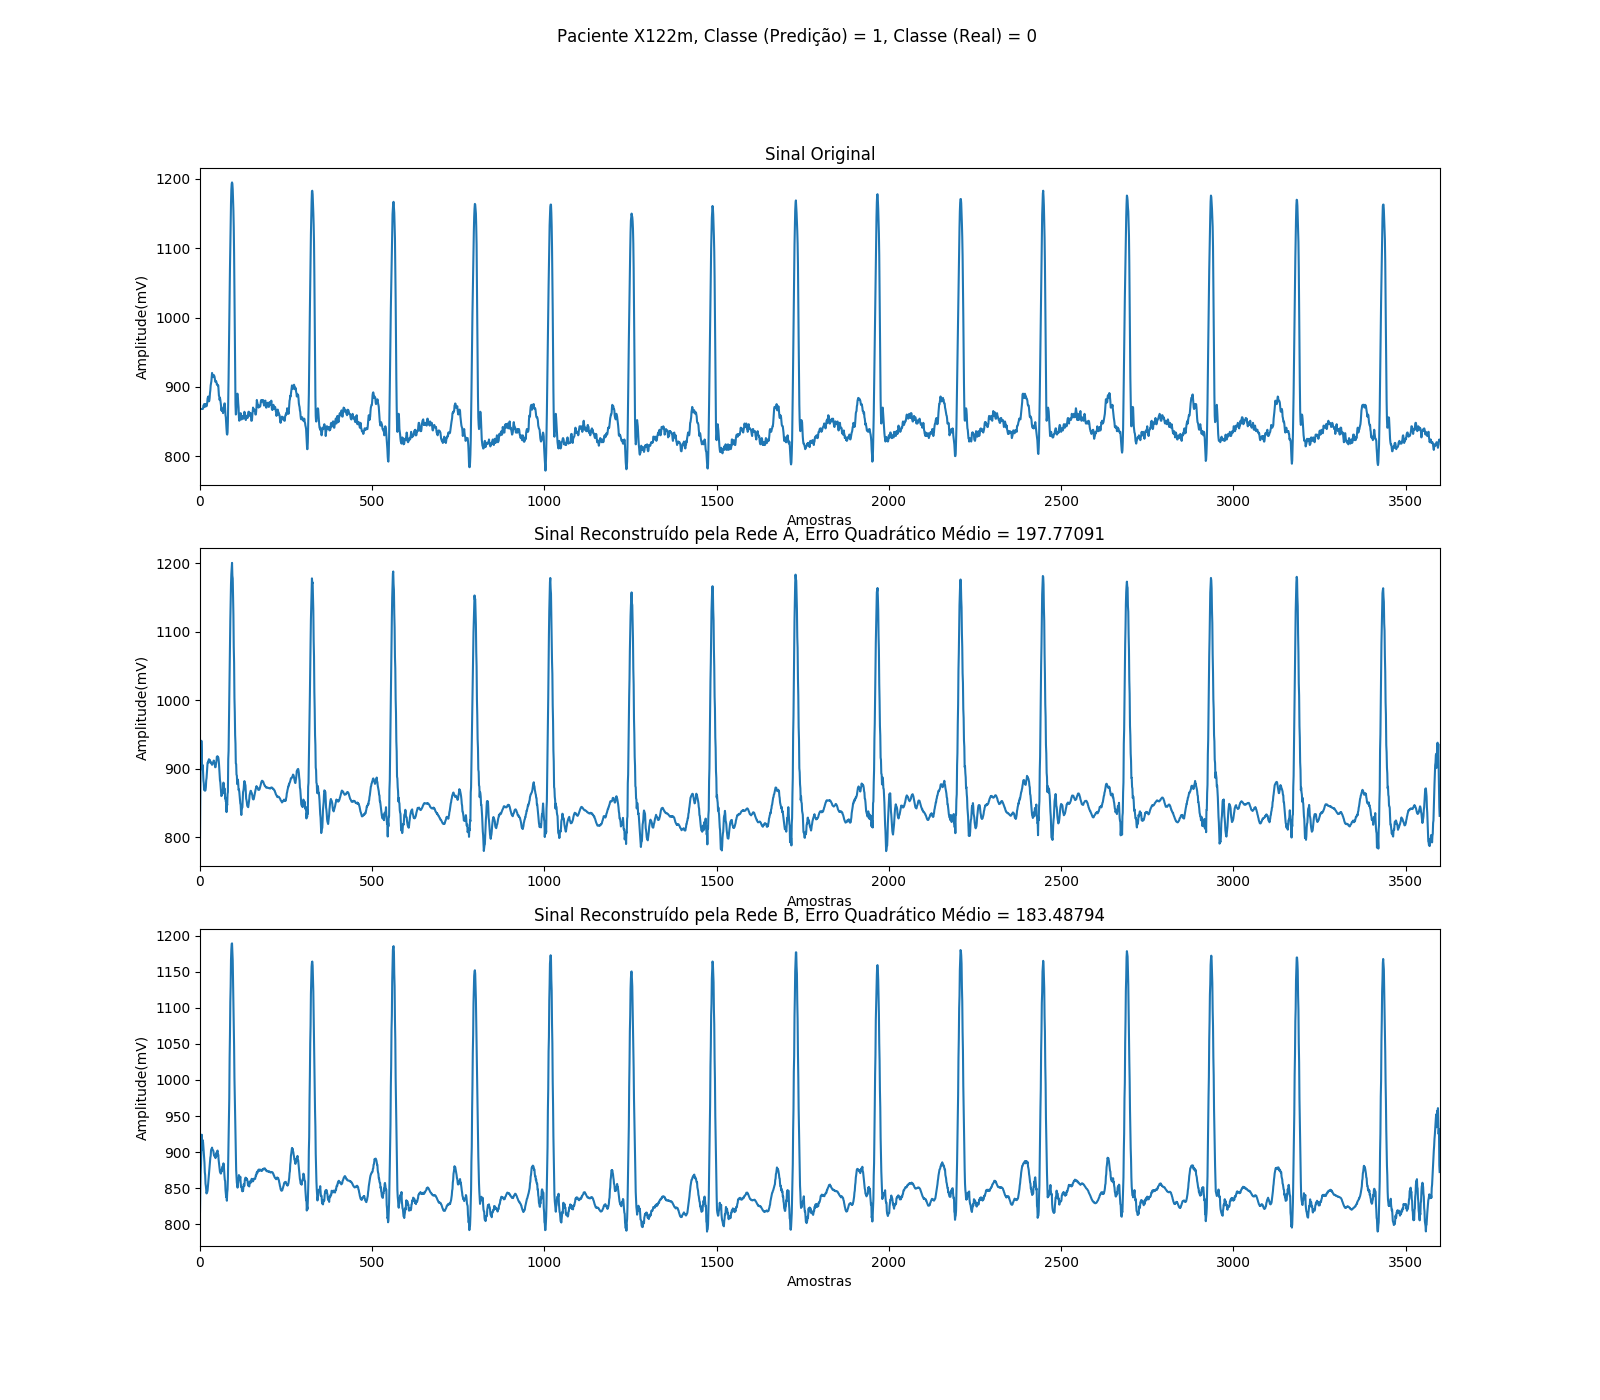 Paciente X122m, Classe (Predição) = 1, Classe (Real) = 0
Sinal Original
1200
1100
1000
900
800
Amplitude(mV)
0 500 1000 1500 2000 2500 3000 3500
Amostras
Sinal Reconstruído pela Rede A, Erro Quadrático Médio = 197.77091
1200
1100
1000
900
800
Amplitude(mV)
0 500 1000 1500 2000 2500 3000 3500
Amostras
Sinal Reconstruído pela Rede B, Erro Quadrático Médio = 183.48794
1200
1150
1100
1050
1000
950
900
850
800
Amplitude(mV)
0 500 1000 1500 2000 2500 3000 3500
Amostras